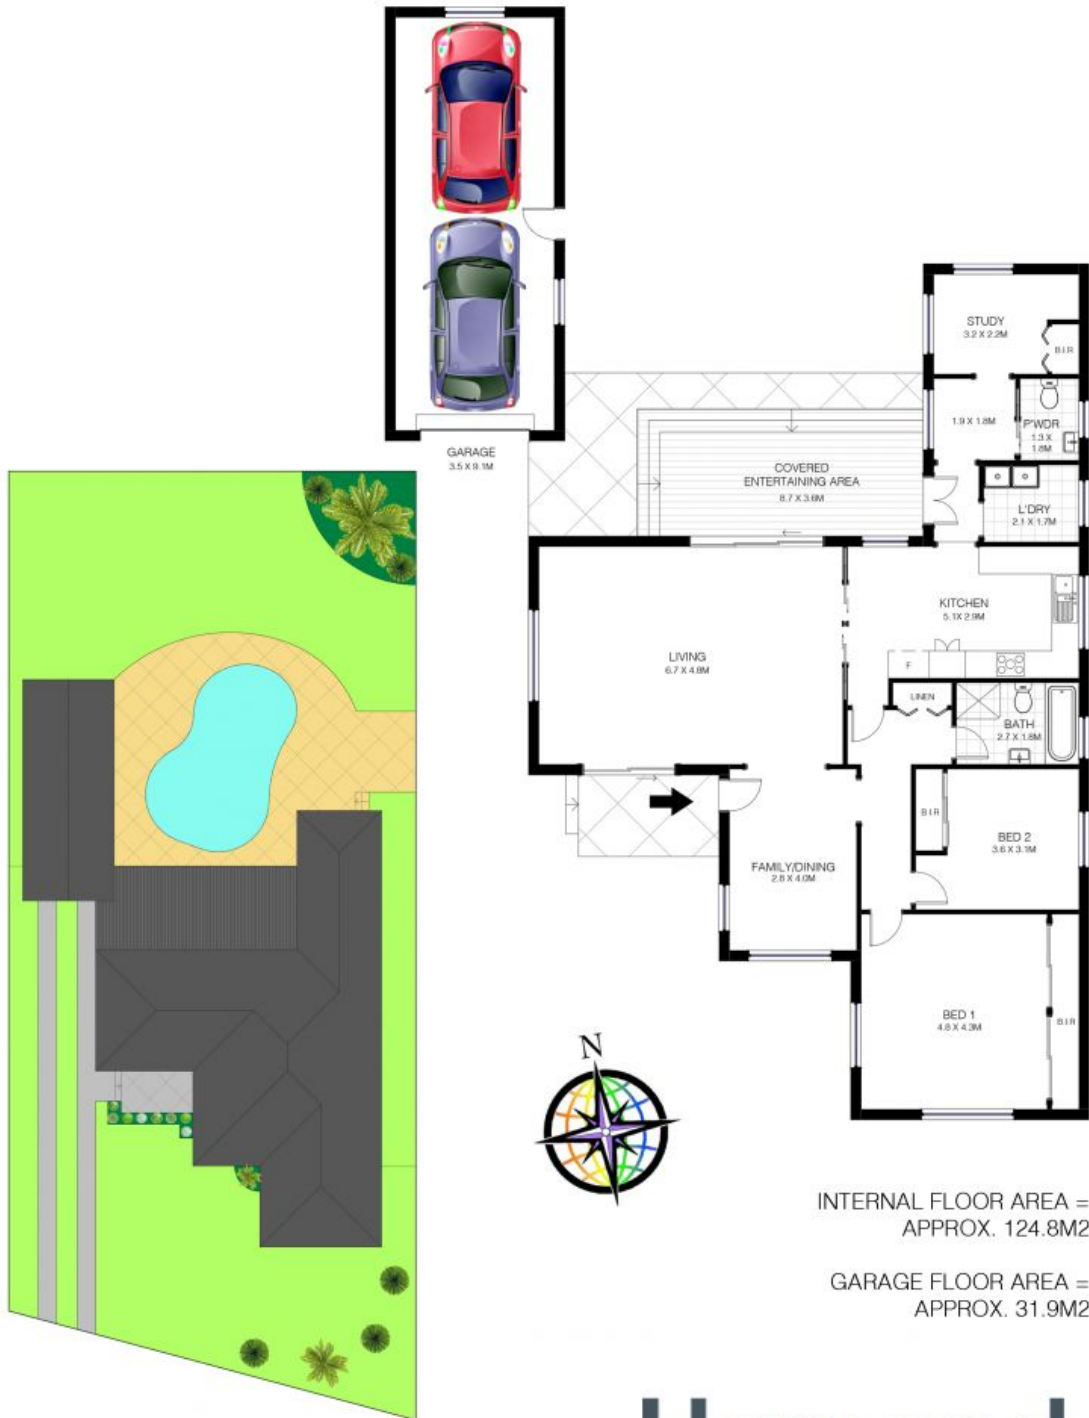 STUDY
3.2 X 2.2M
B.I.R
1.9 X 1.8M
P'WDR
1.3 X
1.8M
GARAGE
3.5 X 9.1M
COVERED
ENTERTAINING AREA
8.7 X 3.6M
L'DRY
2.1 X 1.7M
KITCHEN
5.1X 2.9M
LIVING
6.7 X 4.8M
F
LINEN
BATH
2.7 X 1.8M
B.I.R
BED 2
3.6 X 3.1M
FAMILY/DINING
2.8 X 4.0M
BED 1
4.8 X 4.3M
B.I.R
N
INTERNAL FLOOR AREA =
APPROX. 124.8M2
GARAGE FLOOR AREA =
APPROX. 31.9M2